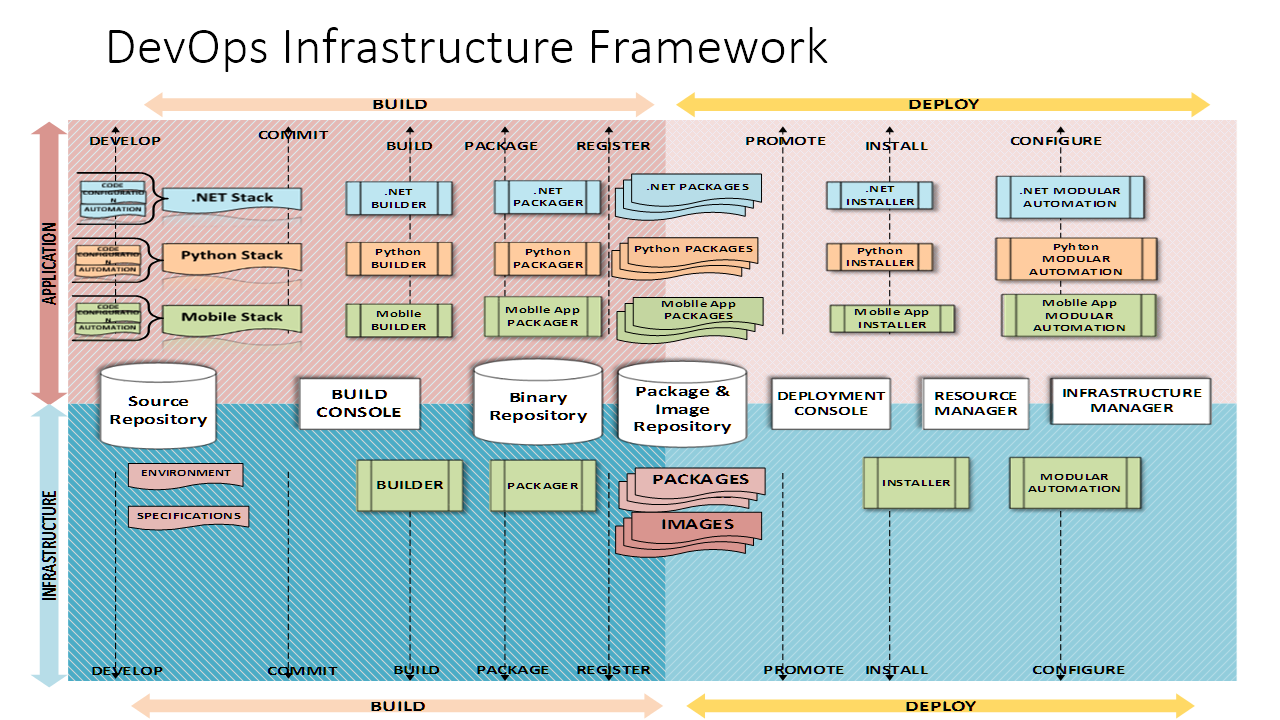 DevOps Infrastructure Framework
BUILD
DEPLOY
DEVELOP
COMMIT
BUILD
PACKAGE
REGISTER
PROMOTE
INSTALL
CONFIGURE
APPLICATION
CODE
CONFIGURATIO
N
AUTOMATION
.NET Stack
.NET
BUILDER
.NET
PACKAGER
.NET PACKAGES
.NET
INSTALLER
.NET MODULAR
AUTOMATION
CODE
CONFIGURATIO
N
AUTOMATION
Python Stack
Python
BUILDER
Python
PACKAGER
Python PACKAGES
Python
INSTALLER
Pyhton
MODULAR
AUTOMATION
CODE
CONFIGURATIO
N
AUTOMATION
Mobile Stack
Mobile
BUILDER
Mobile App
PACKAGER
Mobile App
PACKAGES
Mobile App
INSTALLER
Mobile App
MODULAR
AUTOMATION
Source
Repository
BUILD
CONSOLE
Binary
Repository
Package &
Image
Repository
DEPLOYMENT
CONSOLE
RESOURCE
MANAGER
INFRASTRUCTURE
MANAGER
INFRASTRUCTURE
ENVIRONMENT
SPECIFICATIONS
BUILDER
PACKAGER
PACKAGES
IMAGES
INSTALLER
MODULAR
AUTOMATION
DEVELOP
COMMIT
BUILD
PACKAGE
REGISTER
PROMOTE
INSTALL
CONFIGURE
BUILD
DEPLOY